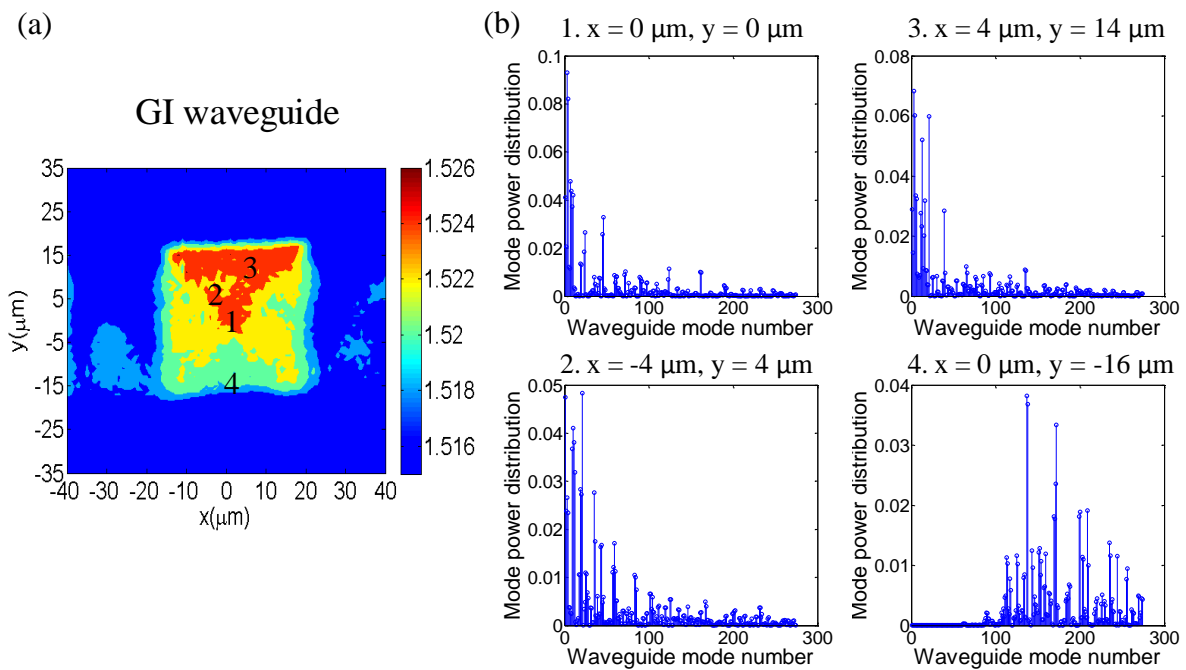 (a)
GI waveguide
35
25
15
5
-5
-15
-25
35
-40 -30 -20 -10 0 10 20 30 40
y(μm)
x(μm)
1.526
1.524
1.522
1.52
1.518
1.516
1
2
3
4
(b)
1. x = 0 μm, y = 0 μm
0.1
0.08
0.06
0.04
0.02
0
0 100 200 300
Mode power distribution
Waveguide mode number
3. x = 4 μm, y = 14 μm
0.08
0.06
0.04
0.02
0
0 100 200 300
Mode power distribution
Waveguide mode number
2. x = -4 μm, y = 4 μm
0.05
0.04
0.03
0.02
0.01
0
0 100 200 300
Mode power distribution
Waveguide mode number
4. x = 0 μm, y = -16 μm
0.04
0.03
0.02
0.01
0
0 100 200 300
Mode power distribution
Waveguide mode number